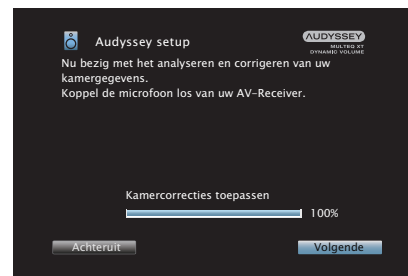 Audyssey setup
AUDYSSEY
MULTEQ XT
DYNAMIC VOLUME
Nu bezig met het analyseren en corrigeren van uw
kamergegevens.
Koppel de microfoon los van uw AV-Receiver.
Kamercorrecties toepassen
100%
Achteruit
Volgende